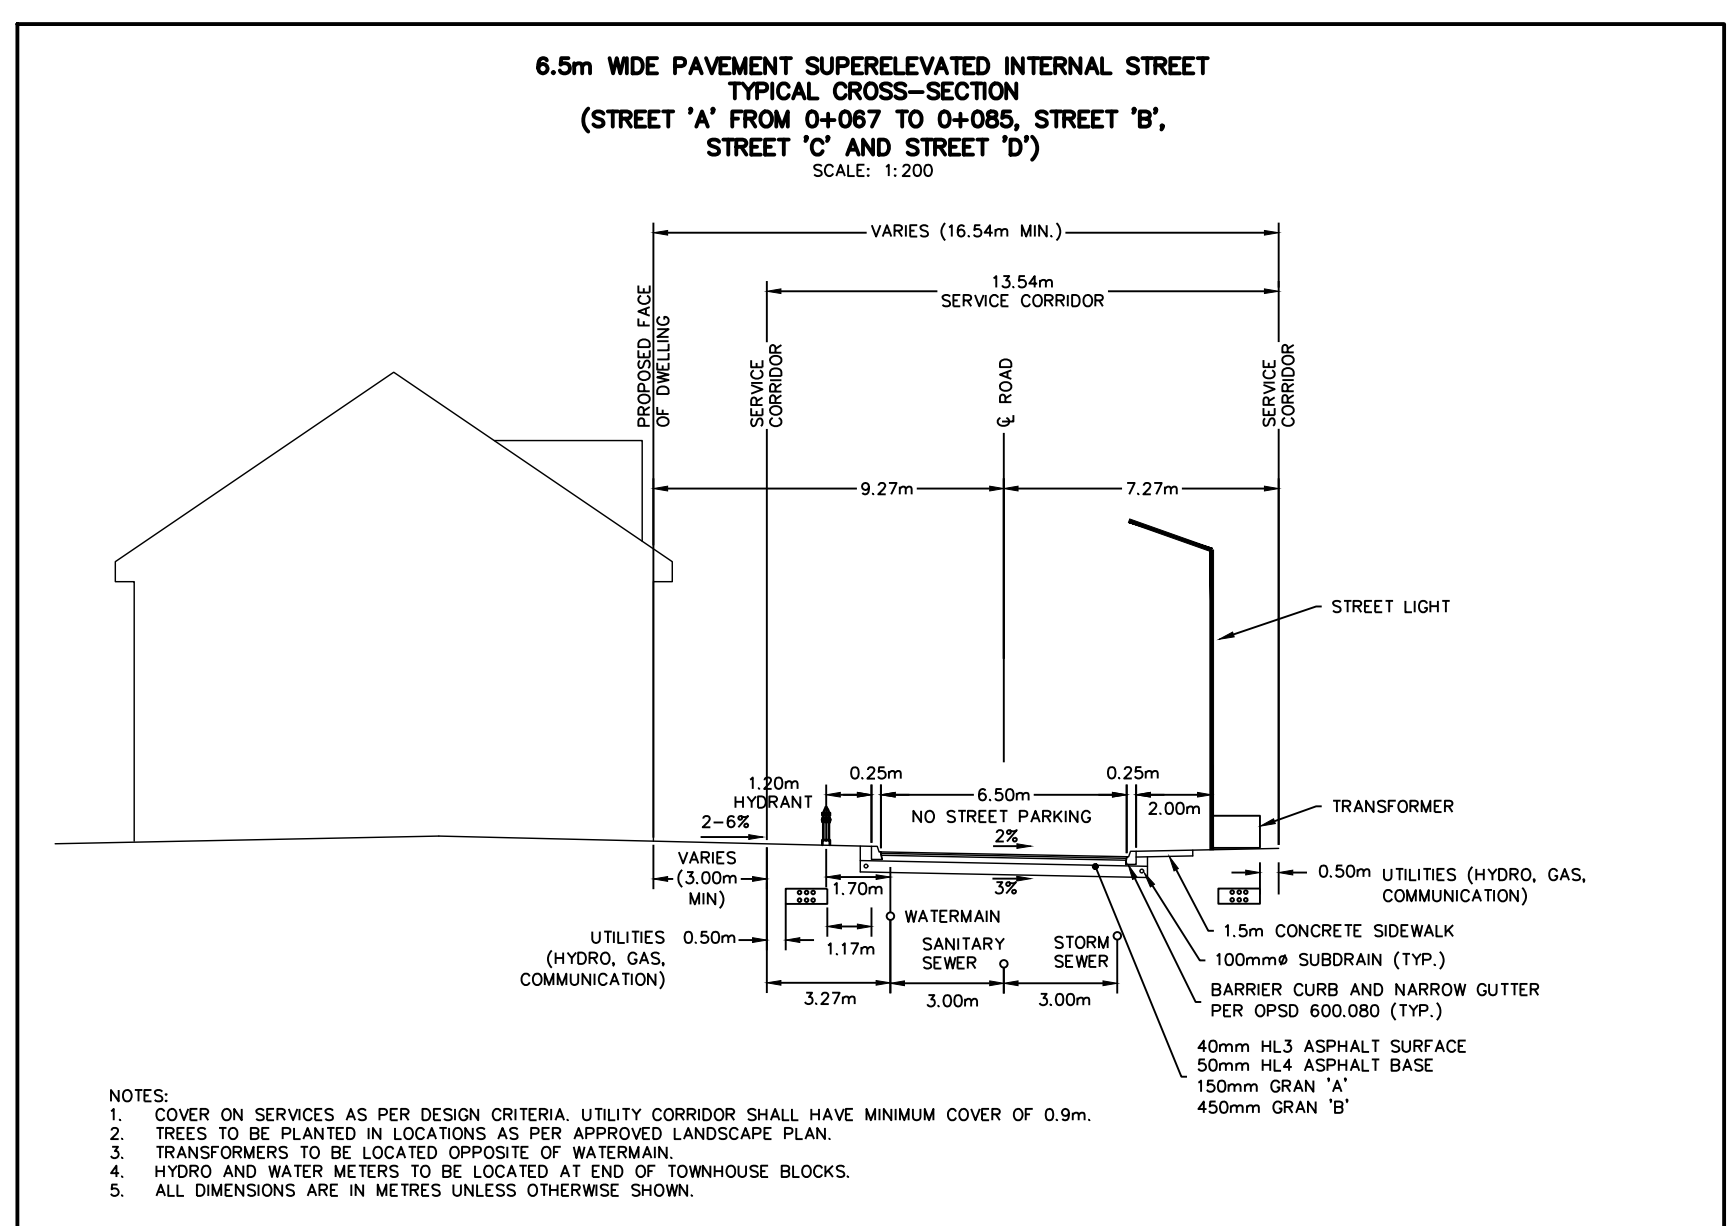 6.5m WIDE PAVEMENT SUPERELEVATED INTERNAL STREET
TYPICAL CROSS-SECTION
(STREET 'A' FROM 0+067 TO 0+085, STREET 'B',
STREET 'C' AND STREET 'D')
SCALE: 1:200
VARIES (16.54m MIN.)
13.54m
SERVICE CORRIDOR
PROPOSED FACE
OF DWELLING
SERVICE
CORRIDOR
℄ ROAD
SERVICE
CORRIDOR
9.27m
7.27m
STREET LIGHT
1.20m
HYDRANT
0.25m
6.50m
0.25m
2.00m
NO STREET PARKING
TRANSFORMER
2-6%
2%
VARIES
(3.00m
MIN)
1.70m
3%
0.50m
UTILITIES (HYDRO, GAS,
COMMUNICATION)
WATERMAIN
1.5m CONCRETE SIDEWALK
UTILITIES
(HYDRO, GAS,
COMMUNICATION)
0.50m
1.17m
SANITARY
SEWER
STORM
SEWER
100mmø SUBDRAIN (TYP.)
3.27m
3.00m
3.00m
BARRIER CURB AND NARROW GUTTER
PER OPSD 600.080 (TYP.)
40mm HL3 ASPHALT SURFACE
50mm HL4 ASPHALT BASE
150mm GRAN 'A'
450mm GRAN 'B'
NOTES:
1. COVER ON SERVICES AS PER DESIGN CRITERIA. UTILITY CORRIDOR SHALL HAVE MINIMUM COVER OF 0.9m.
2. TREES TO BE PLANTED IN LOCATIONS AS PER APPROVED LANDSCAPE PLAN.
3. TRANSFORMERS TO BE LOCATED OPPOSITE OF WATERMAIN.
4. HYDRO AND WATER METERS TO BE LOCATED AT END OF TOWNHOUSE BLOCKS.
5. ALL DIMENSIONS ARE IN METRES UNLESS OTHERWISE SHOWN.